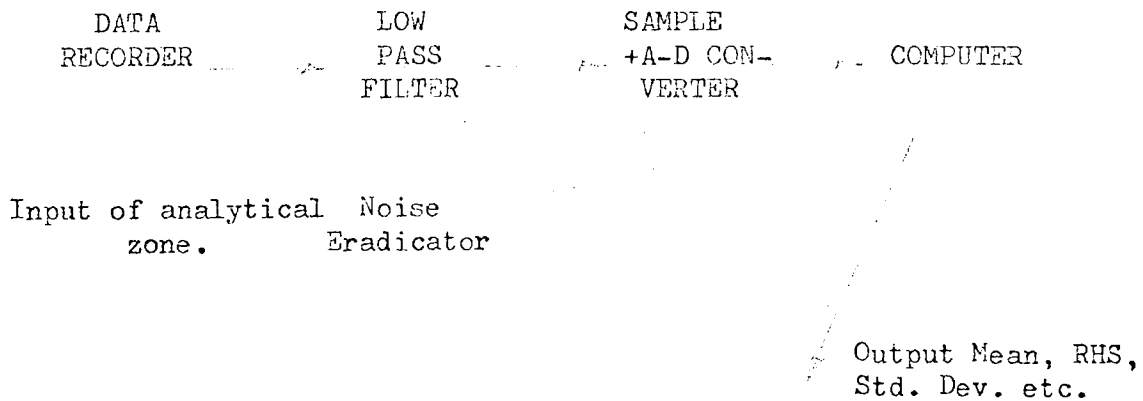 DATA
RECORDER
LOW
PASS
FILTER
SAMPLE
+A-D CON-
VERTER
COMPUTER
Input of analytical
zone.
Noise
Eradicator
Output Mean, RHS,
Std. Dev. etc.